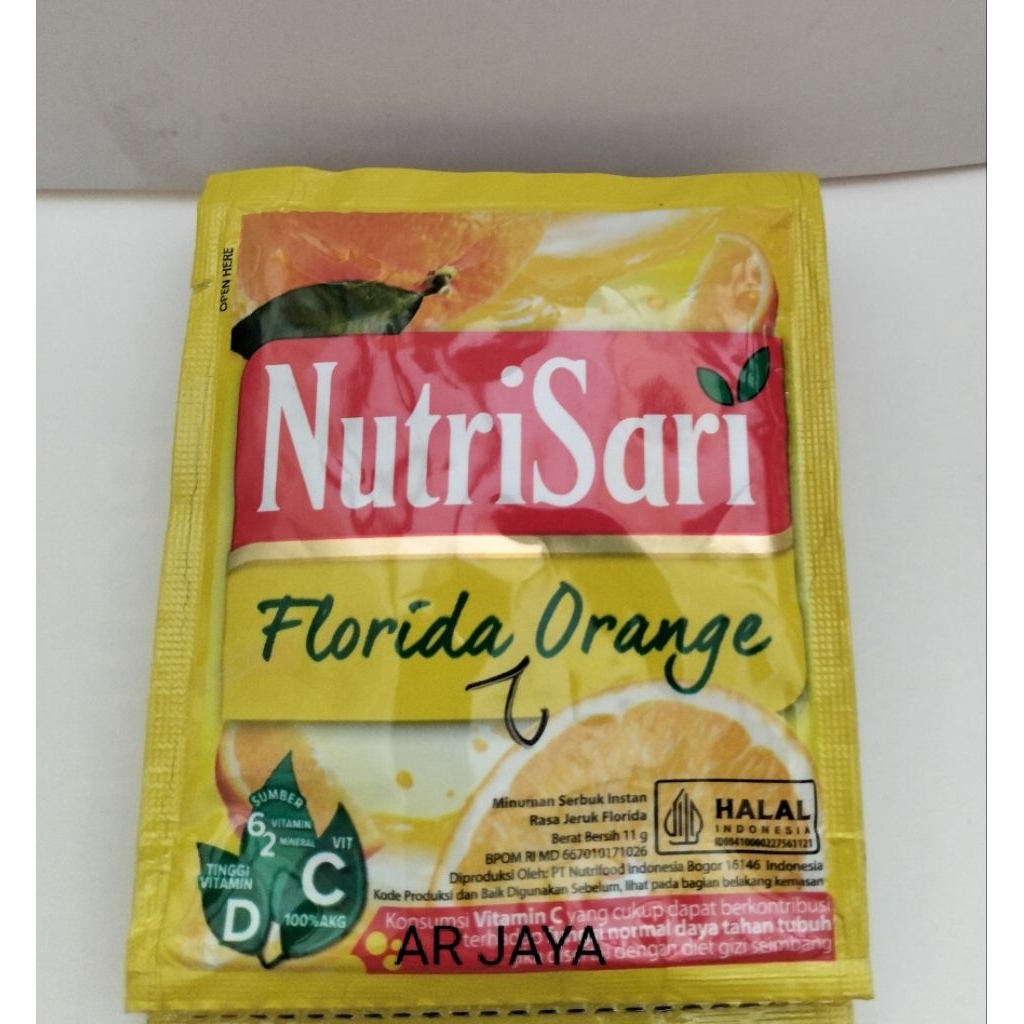 OPEN HERE
NutriSari
Florida Orange
SUMBER
6 VITAMIN
2 MINERAL
VIT
C
100%AKG
TINGGI
VITAMIN
D
Minuman Serbuk Instan
Rasa Jeruk Florida
Berat Bersih 11 g
BPOM RI MD 667010171026
HALAL
INDONESIA
ID00410000227561121
Diproduksi Oleh: PT Nutrifood Indonesia Bogor 16146 Indonesia
Kode Produksi dan Baik Digunakan Sebelum, lihat pada bagian belakang kemasan
Konsumsi Vitamin C yang cukup dapat berkontribusi
terhadap fungsi normal daya tahan tubuh
dengan diet gizi seimbang
AR JAYA